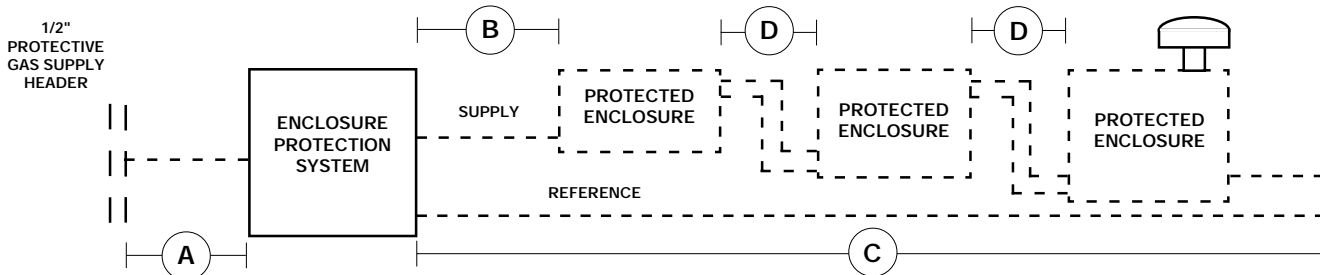 1/2"
PROTECTIVE
GAS SUPPLY
HEADER
A
ENCLOSURE
PROTECTION
SYSTEM
B
SUPPLY
REFERENCE
PROTECTED
ENCLOSURE
D
PROTECTED
ENCLOSURE
D
PROTECTED
ENCLOSURE
C